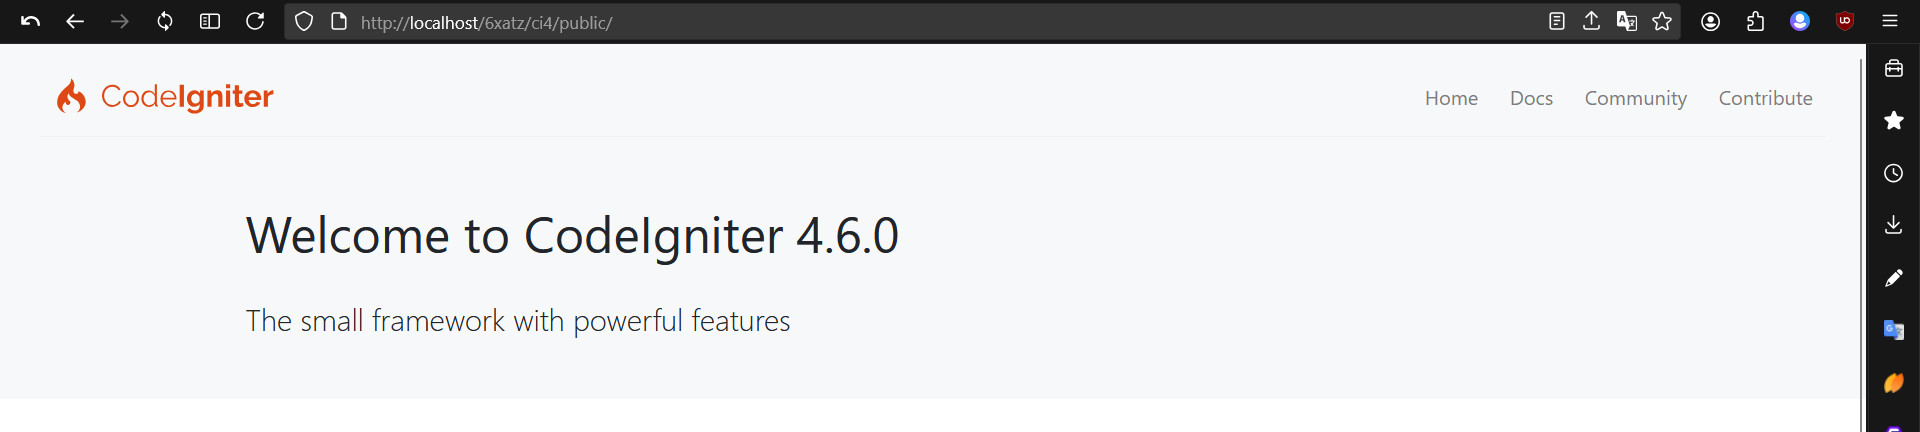 http://localhost/6xatz/ci4/public/
CodeIgniter
Home Docs Community Contribute
Welcome to CodeIgniter 4.6.0
The small framework with powerful features